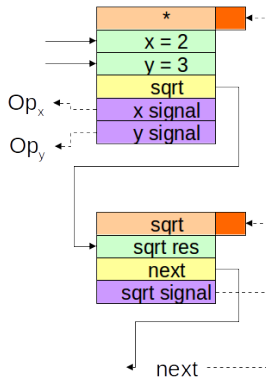 *
x = 2
y = 3
sqrt
Opx
x signal
Opy
y signal
sqrt
sqrt res
next
sqrt signal
next